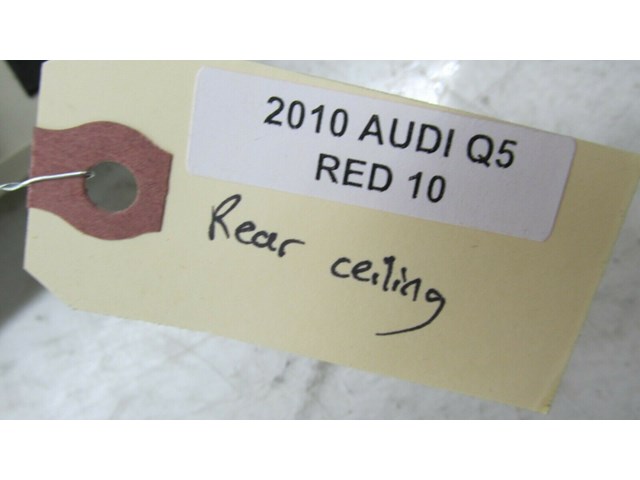 2010 AUDI Q5
RED 10
Rear ceiling